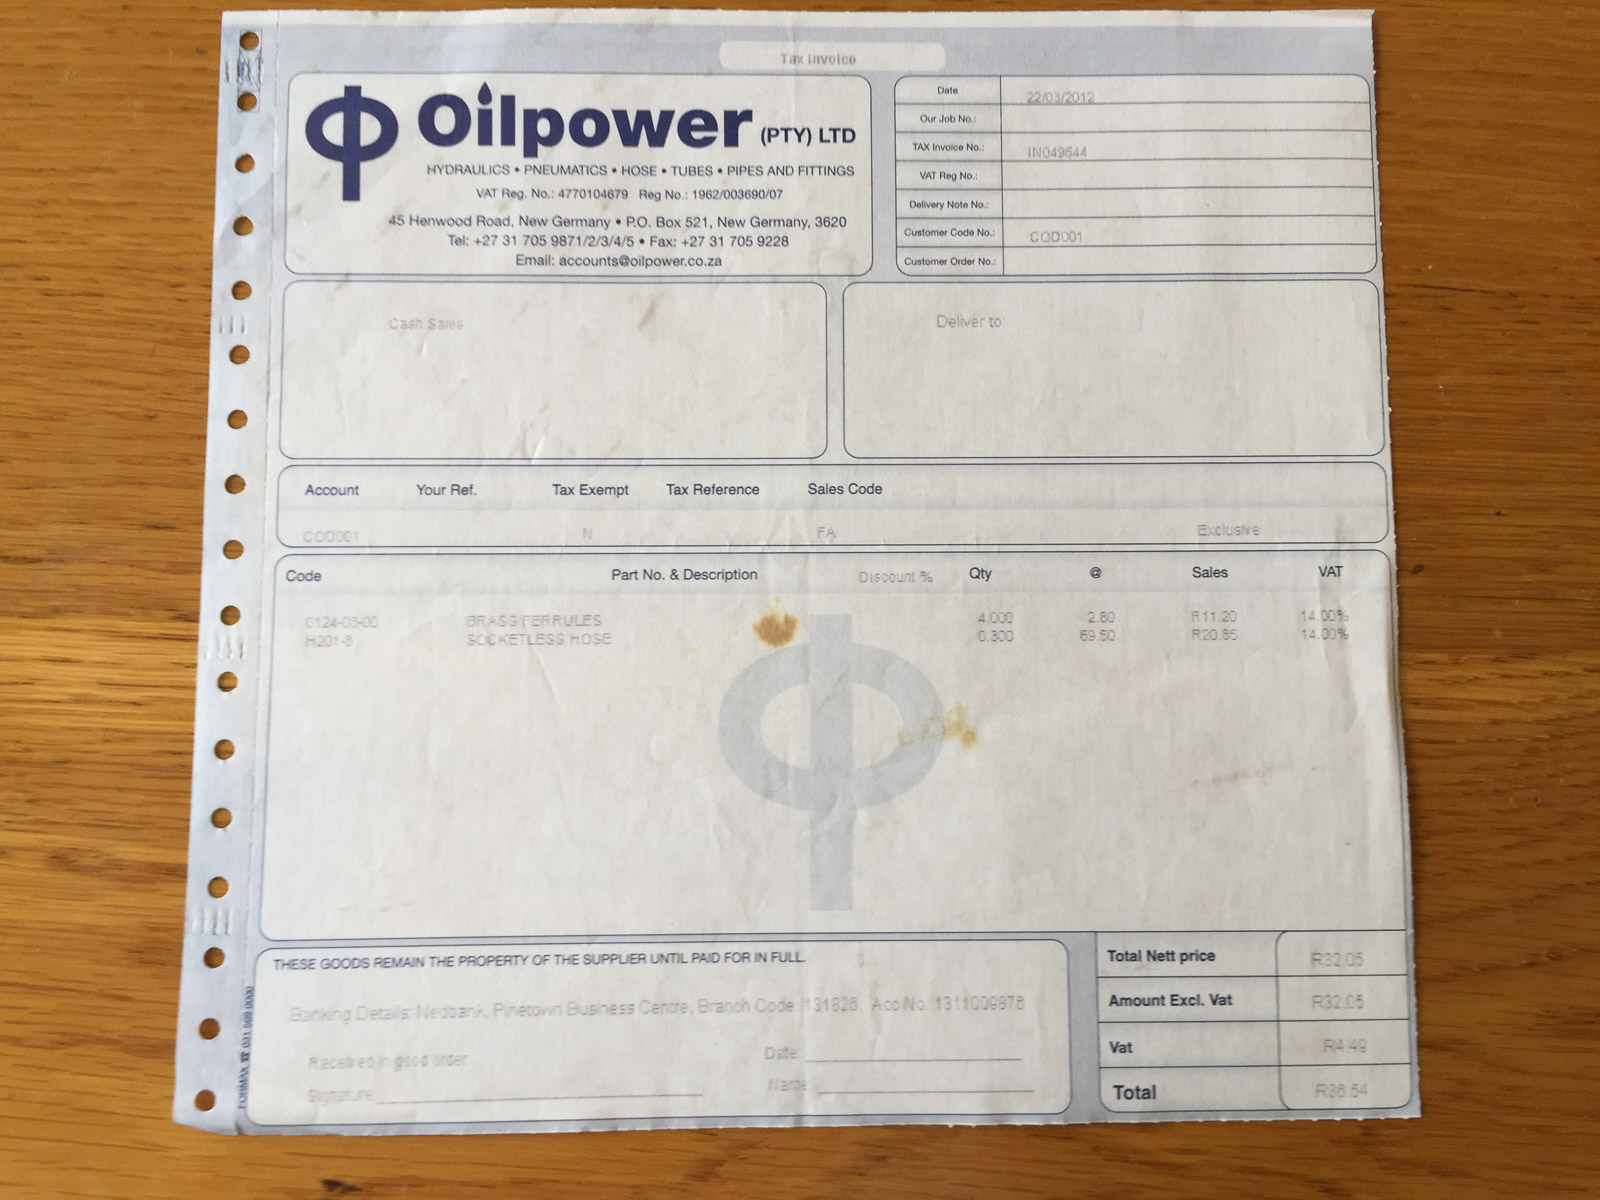 Tax Invoice
Oilpower (PTY) LTD
HYDRAULICS • PNEUMATICS • HOSE • TUBES • PIPES AND FITTINGS
VAT Reg. No.: 4770104679 Reg No.: 1962/003690/07
45 Henwood Road, New Germany • P.O. Box 521, New Germany, 3620
Tel: +27 31 705 9871/2/3/4/5 • Fax: +27 31 705 9228
Email: accounts@oilpower.co.za
Date 22/03/2012
Our Job No.:
TAX Invoice No.: IN049644
VAT Reg No.:
Delivery Note No.:
Customer Code No.: COD001
Customer Order No.:
Cash Sales
Deliver to:
Account Your Ref. Tax Exempt Tax Reference Sales Code
COD001 N FA Exclusive
Code Part No. & Description Discount % Qty @ Sales VAT
0124-08-00 BRASS FERRULES 4.000 2.80 R11.20 14.00%
H201-8 SOCKETLESS HOSE 0.300 69.50 R20.85 14.00%
THESE GOODS REMAIN THE PROPERTY OF THE SUPPLIER UNTIL PAID FOR IN FULL.
Banking Details: Nedbank, Pinetown Business Centre, Branch Code: 131826, Acc No. 1311009978
Received in good order.
Date:
Signature:
Name:
Total Nett price R32.05
Amount Excl. Vat R32.05
Vat R4.49
Total R36.54
FORMAX ☎ 031 569 0000